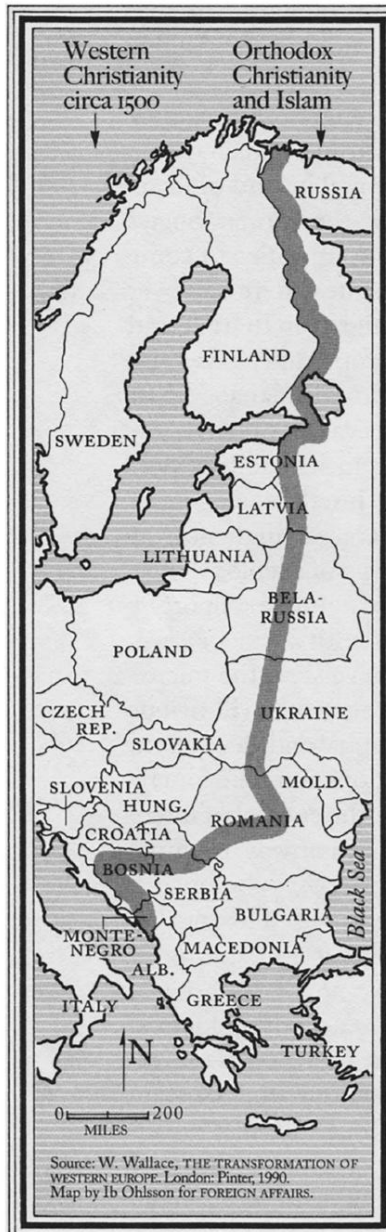 Western
Christianity
circa 1500
Orthodox
Christianity
and Islam
RUSSIA
FINLAND
SWEDEN
ESTONIA
LATVIA
LITHUANIA
BELA-
RUSSIA
POLAND
UKRAINE
CZECH
REP.
SLOVAKIA
MOLD.
SLOVENIA
HUNG.
ROMANIA
CROATIA
BOSNIA
SERBIA
BULGARIA
Black Sea
MONTE-
NEGRO
MACEDONIA
ALB.
ITALY
GREECE
TURKEY
N
0 200
MILES
Source: W. Wallace, THE TRANSFORMATION OF
WESTERN EUROPE. London: Pinter, 1990.
Map by Ib Ohlsson for FOREIGN AFFAIRS.